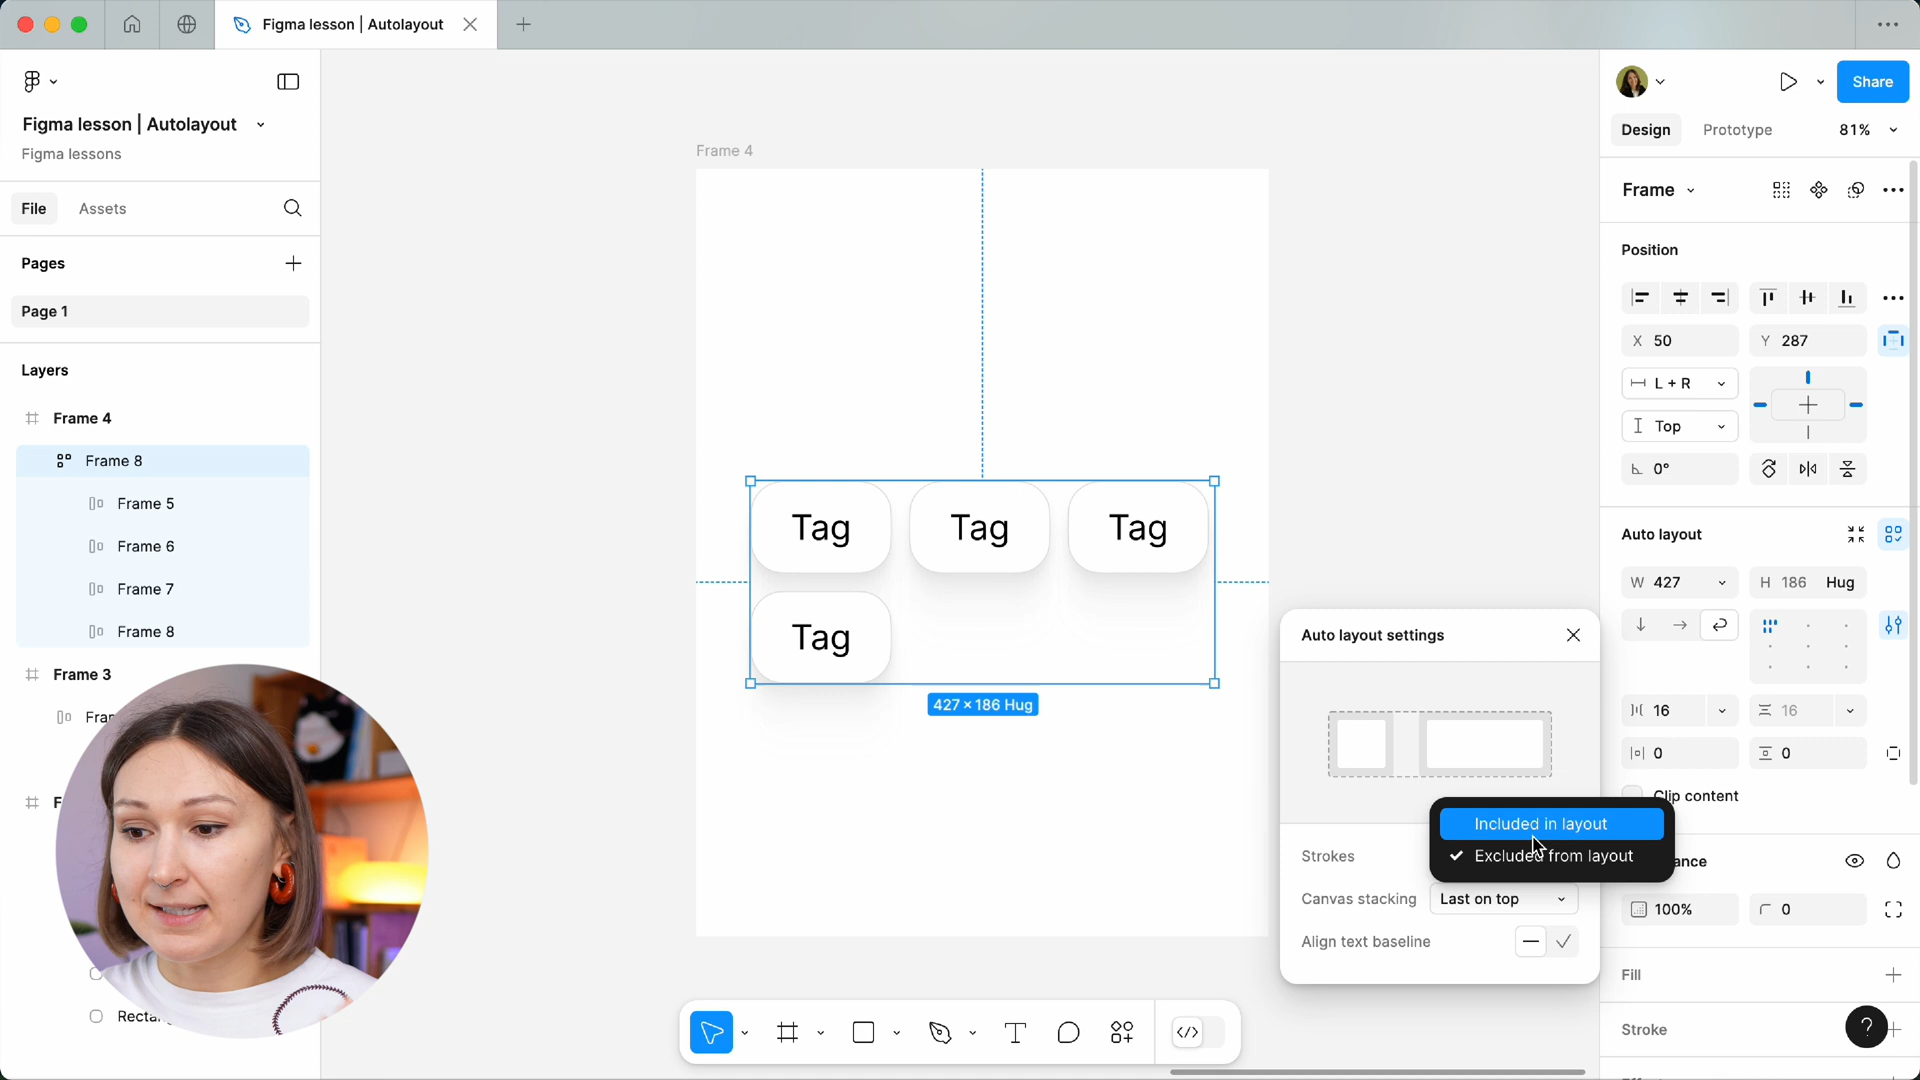 Figma lesson | Autolayout
Figma lesson | Autolayout
Figma lessons
File
Assets
Pages
Page 1
Layers
Frame 4
Frame 8
Frame 5
Frame 6
Frame 7
Frame 8
Frame 3
Frame 4
Tag
Tag
Tag
Tag
427 × 186 Hug
Auto layout settings
Included in layout
Strokes
Excluded from layout
Canvas stacking
Last on top
Align text baseline
Share
Design
Prototype
81%
Frame
Position
X 50
Y 287
L + R
Top
0°
Auto layout
W 427
H 186 Hug
16
16
0
0
Clip content
100%
0
Fill
Stroke
?